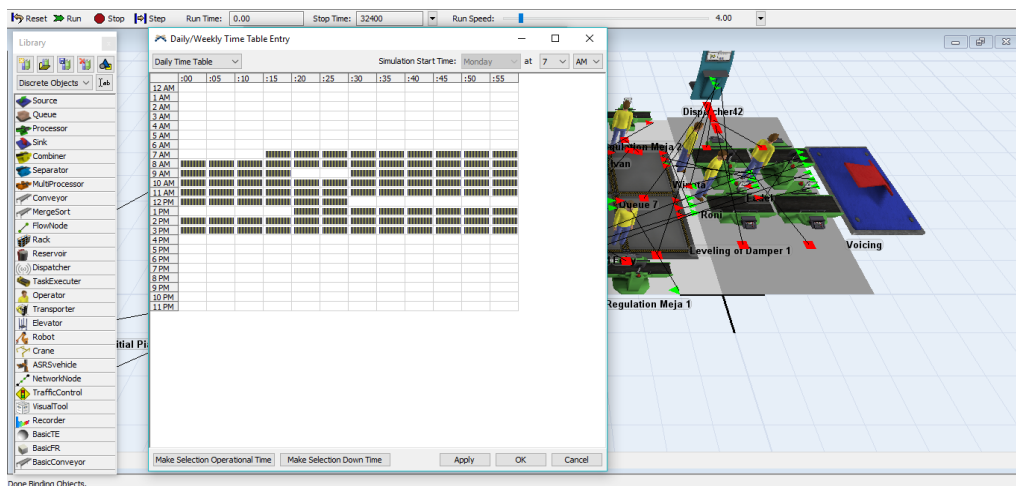 Reset Run Stop Step Run Time: 0.00 Stop Time: 32400 Run Speed: 4.00
Library
Discrete Objects
Source
Queue
Processor
Sink
Combiner
Separator
MultiProcessor
Conveyor
MergeSort
FlowNode
Rack
Reservoir
Dispatcher
TaskExecuter
Operator
Transporter
Elevator
Robot
Crane
ASRSvehicle
NetworkNode
TrafficControl
VisualTool
Recorder
BasicTE
BasicFR
BasicConveyor
Daily/Weekly Time Table Entry
Daily Time Table Simulation Start Time: Monday at 7 AM
:00 :05 :10 :15 :20 :25 :30 :35 :40 :45 :50 :55
12 AM
1 AM
2 AM
3 AM
4 AM
5 AM
6 AM
7 AM
8 AM
9 AM
10 AM
11 AM
12 PM
1 PM
2 PM
3 PM
4 PM
5 PM
6 PM
7 PM
8 PM
9 PM
10 PM
11 PM
Make Selection Operational Time Make Selection Down Time Apply OK Cancel
Dispatcher42
Meja 2
Queue 7
Roni
Leveling of Damper 1
Voicing
Regulation Meja 1
Done Binding Objects.